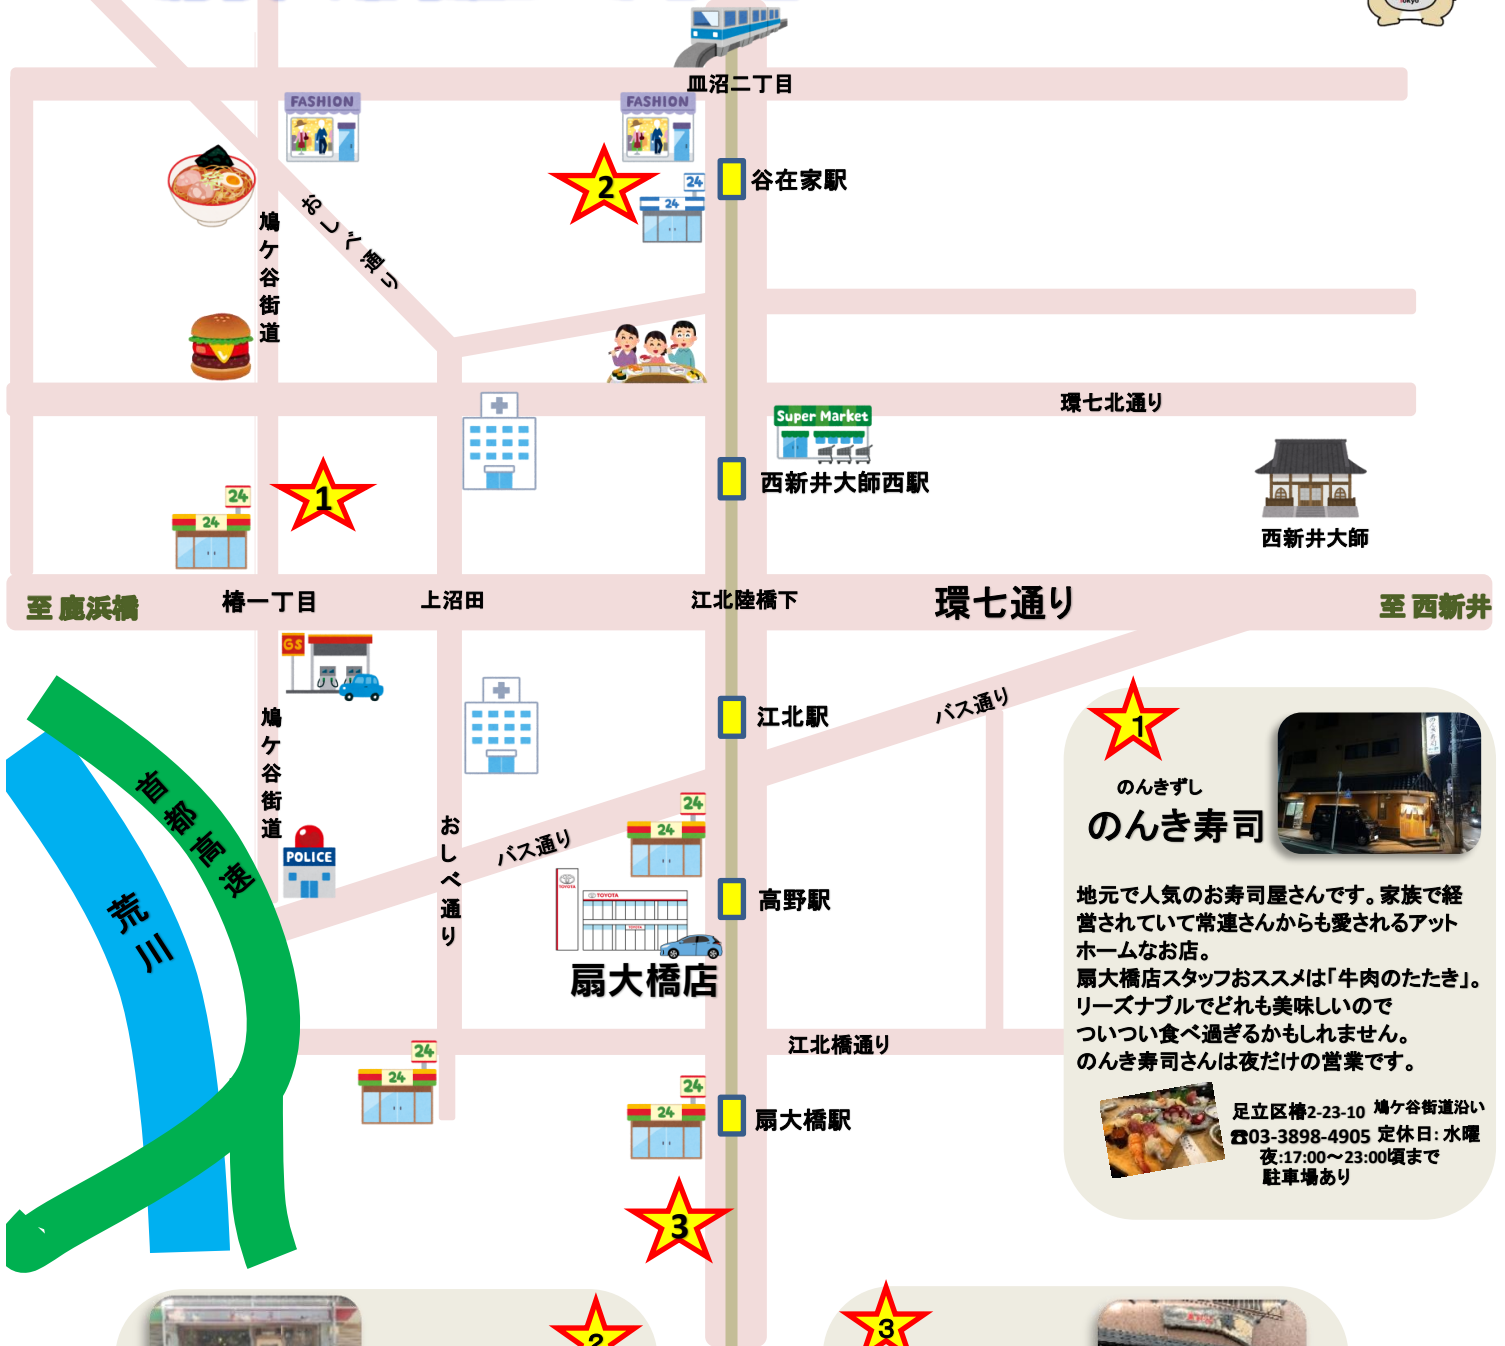 Tokyo
皿沼二丁目
FASHION
FASHION
2
24
24
谷在家駅
おしべ通り
鳩ケ谷街道
環七北通り
Super Market
西新井大師西駅
西新井大師
1
24
24
至 鹿浜橋
椿一丁目
上沼田
江北陸橋下
環七通り
至 西新井
GS
江北駅
バス通り
鳩ケ谷街道
首都高速
荒川
POLICE
おしべ通り
バス通り
24
24
TOYOTA
TOYOTA
高野駅
扇大橋店
江北橋通り
24
24
24
24
扇大橋駅
3
1
のんきずし
のんき寿司
地元で人気のお寿司屋さんです。家族で経
営されていて常連さんからも愛されるアット
ホームなお店。
扇大橋店スタッフおススメは「牛肉のたたき」。
リーズナブルでどれも美味しいので
ついつい食べ過ぎるかもしれません。
のんき寿司さんは夜だけの営業です。
足立区椿2-23-10 鳩ケ谷街道沿い
☎03-3898-4905 定休日：水曜
夜:17:00～23:00頃まで
駐車場あり
2
3